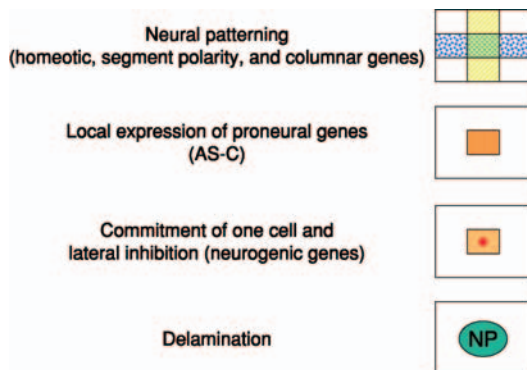 Neural patterning
(homeotic, segment polarity, and columnar genes)
Local expression of proneural genes
(AS-C)
Commitment of one cell and
lateral inhibition (neurogenic genes)
Delamination
NP